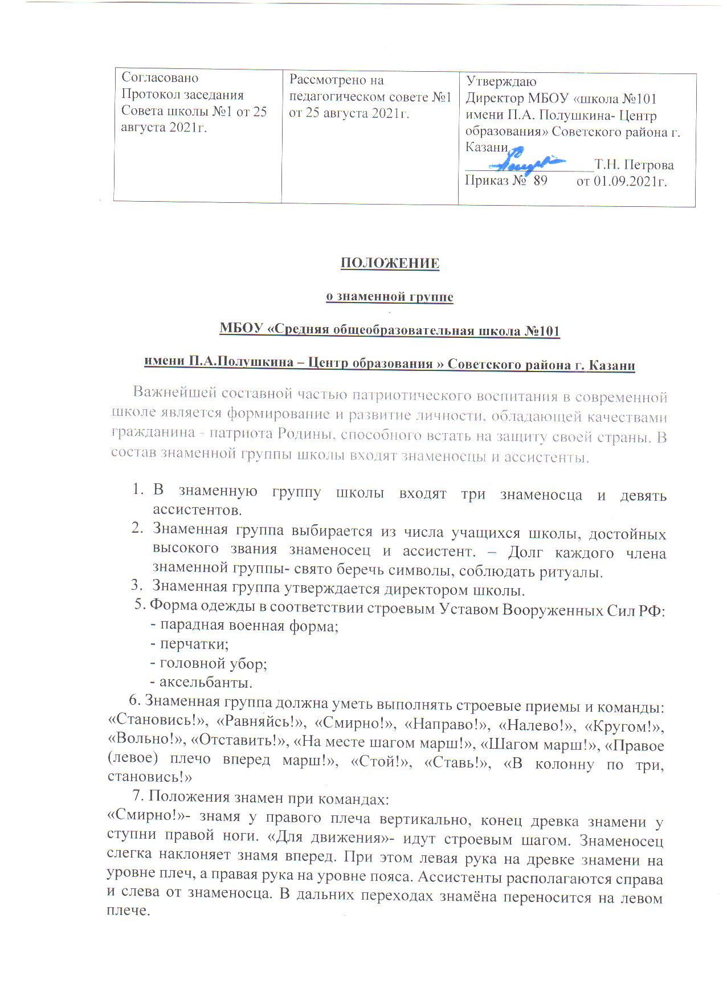 Согласовано
Протокол заседания
Совета школы №1 от 25
августа 2021г.
Рассмотрено на
педагогическом совете №1
от 25 августа 2021г.
Утверждаю
Директор МБОУ «школа №101
имени П.А. Полушкина- Центр
образования» Советского района г.
Казани
_________________Т.Н. Петрова
Приказ № 89 от 01.09.2021г.
ПОЛОЖЕНИЕ
о знаменной группе
МБОУ «Средняя общеобразовательная школа №101
имени П.А.Полушкина – Центр образования » Советского района г. Казани
Важнейшей составной частью патриотического воспитания в современной
школе является формирование и развитие личности, обладающей качествами
гражданина - патриота Родины, способного встать на защиту своей страны. В
состав знаменной группы школы входят знаменосцы и ассистенты.
1. В знаменную группу школы входят три знаменосца и девять
ассистентов.
2. Знаменная группа выбирается из числа учащихся школы, достойных
высокого звания знаменосец и ассистент. – Долг каждого члена
знаменной группы- свято беречь символы, соблюдать ритуалы.
3. Знаменная группа утверждается директором школы.
5. Форма одежды в соответствии строевым Уставом Вооруженных Сил РФ:
- парадная военная форма;
- перчатки;
- головной убор;
- аксельбанты.
6. Знаменная группа должна уметь выполнять строевые приемы и команды:
«Становись!», «Равняйсь!», «Смирно!», «Направо!», «Налево!», «Кругом!»,
«Вольно!», «Отставить!», «На месте шагом марш!», «Шагом марш!», «Правое
(левое) плечо вперед марш!», «Стой!», «Ставь!», «В колонну по три,
становись!»
7. Положения знамен при командах:
«Смирно!»- знамя у правого плеча вертикально, конец древка знамени у
ступни правой ноги. «Для движения»- идут строевым шагом. Знаменосец
слегка наклоняет знамя вперед. При этом левая рука на древке знамени на
уровне плеч, а правая рука на уровне пояса. Ассистенты располагаются справа
и слева от знаменосца. В дальних переходах знамёна переносится на левом
плече.